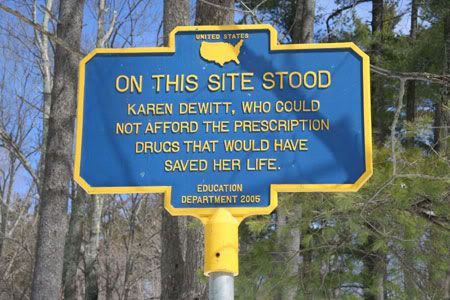 UNITED STATES
ON THIS SITE STOOD
KAREN DEWITT, WHO COULD
NOT AFFORD THE PRESCRIPTION
DRUGS THAT WOULD HAVE
SAVED HER LIFE.
EDUCATION
DEPARTMENT 2005